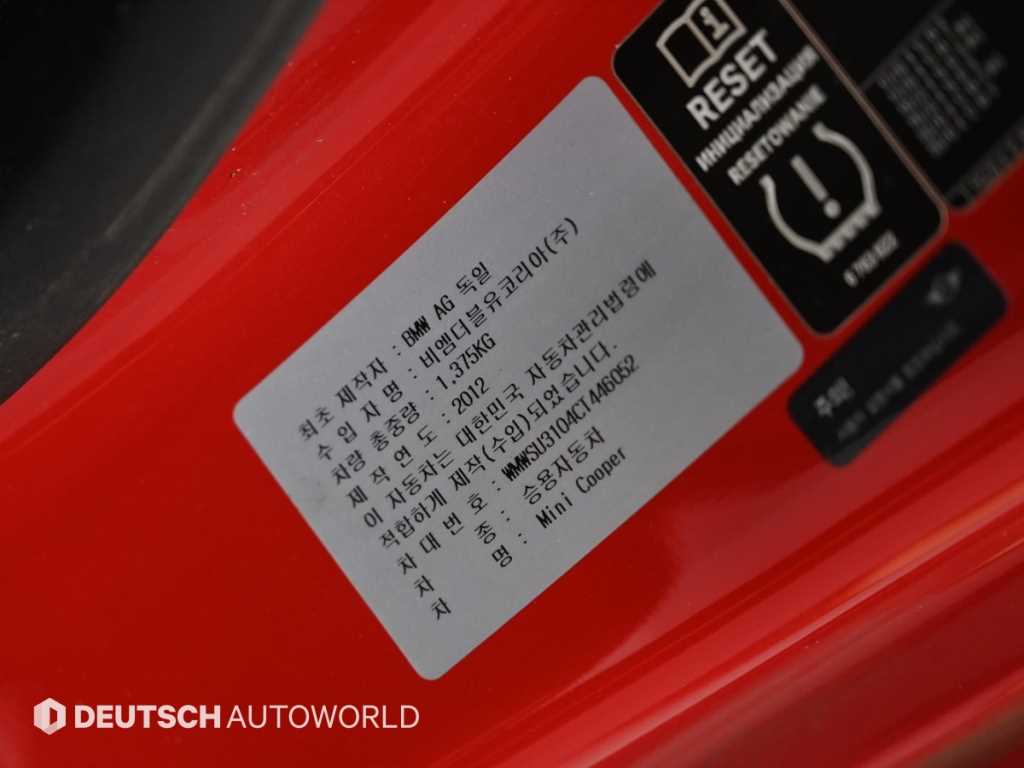 최초 제작자 : BMW AG 독일
수 입 자 명 : 비엠더블유코리아(주)
차량 총중량 : 1,375KG
제 작 연 도 : 2012
이 자동차는 대한민국 자동차관리법령에
적합하게 제작(수입)되었습니다.
차 대 번 호 : WMWSU3104CT446052
차 종 : 승용자동차
차 명 : Mini Cooper
RESET
ИНИЦИАЛИЗАЦИЯ
RESETOWANIE
주의!
DEUTSCH AUTOWORLD